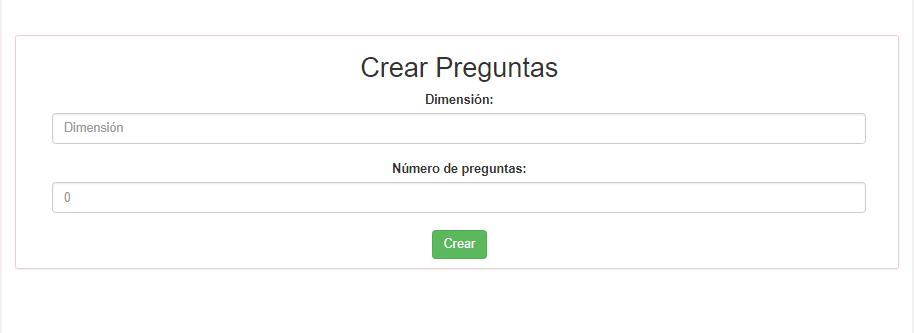 Crear Preguntas
Dimensión:
Dimensión
Número de preguntas:
0
Crear